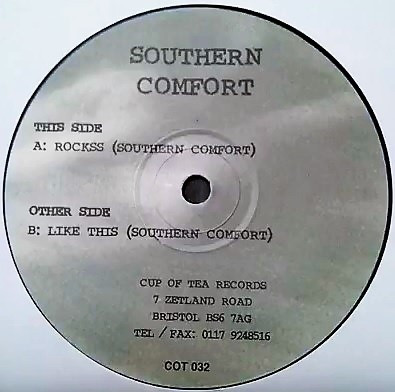 SOUTHERN
COMFORT
THIS SIDE
A: ROCKSS (SOUTHERN COMFORT)
OTHER SIDE
B: LIKE THIS (SOUTHERN COMFORT)
CUP OF TEA RECORDS
7 ZETLAND ROAD
BRISTOL BS6 7AG
TEL / FAX: 0117 9248516
COT 032